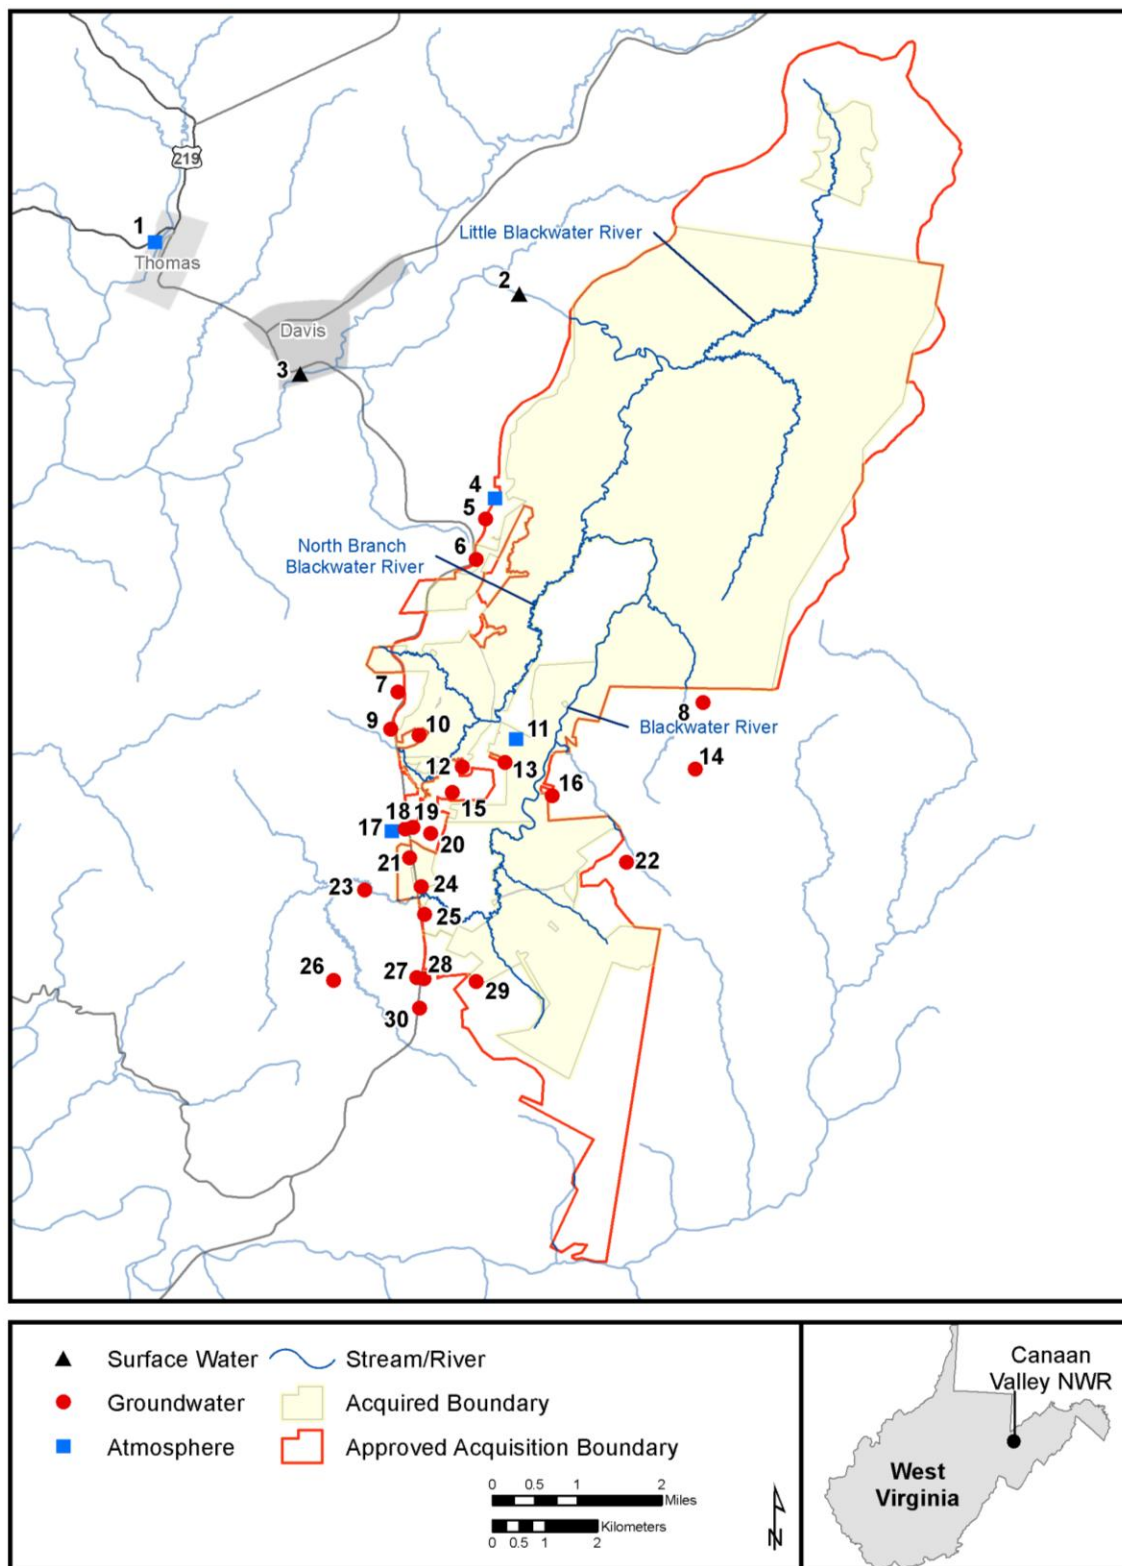 219
1
Thomas
Little Blackwater River
2
Davis
3
4
5
6
North Branch
Blackwater River
7
8
9
10
11
Blackwater River
12
13
14
15
16
17
18
19
20
21
22
23
24
25
26
27
28
29
30
Surface Water
Stream/River
Groundwater
Acquired Boundary
Atmosphere
Approved Acquisition Boundary
0 0.5 1 2
Miles
Kilometers
0 0.5 1 2
N
Canaan
Valley NWR
West
Virginia